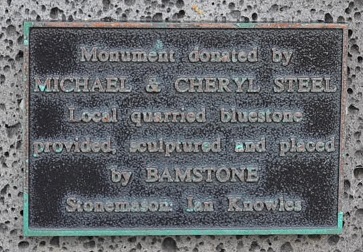 Monument donated by
MICHAEL & CHERYL STEEL
Local quarried bluestone
provided, sculptured and placed
by BAMSTONE
Stonemason: Ian Knowles